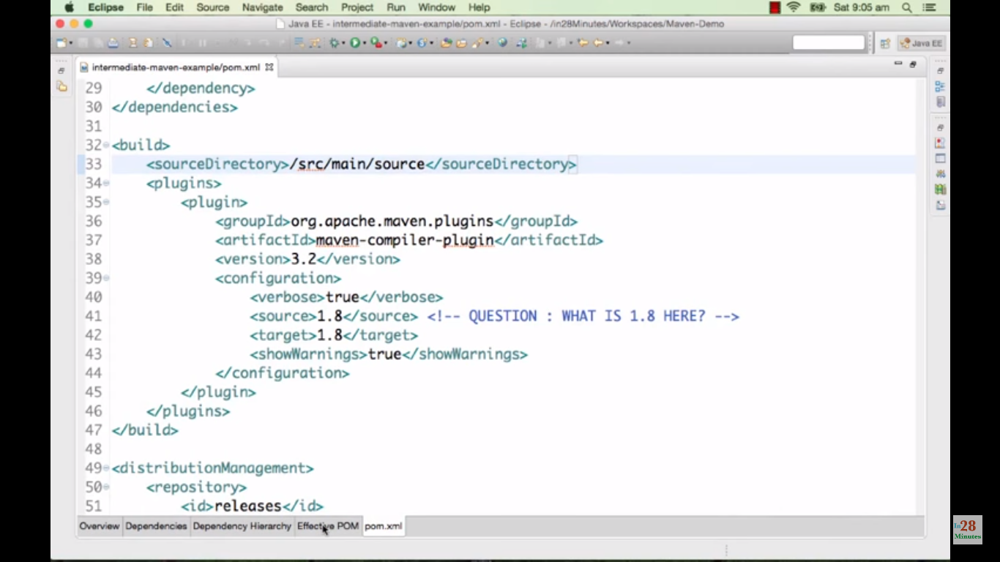 Eclipse File Edit Source Navigate Search Project Run Window Help Sat 9:05 am
Java EE - intermediate-maven-example/pom.xml - Eclipse - /in28Minutes/Workspaces/Maven-Demo
Java EE
intermediate-maven-example/pom.xml
29 </dependency>
30 </dependencies>
31
32 <build>
33 <sourceDirectory>/src/main/source</sourceDirectory>
34 <plugins>
35 <plugin>
36 <groupId>org.apache.maven.plugins</groupId>
37 <artifactId>maven-compiler-plugin</artifactId>
38 <version>3.2</version>
39 <configuration>
40 <verbose>true</verbose>
41 <source>1.8</source> <!-- QUESTION : WHAT IS 1.8 HERE? -->
42 <target>1.8</target>
43 <showWarnings>true</showWarnings>
44 </configuration>
45 </plugin>
46 </plugins>
47 </build>
48
49 <distributionManagement>
50 <repository>
51 <id>releases</id>
Overview Dependencies Dependency Hierarchy Effective POM pom.xml
In28
Minutes